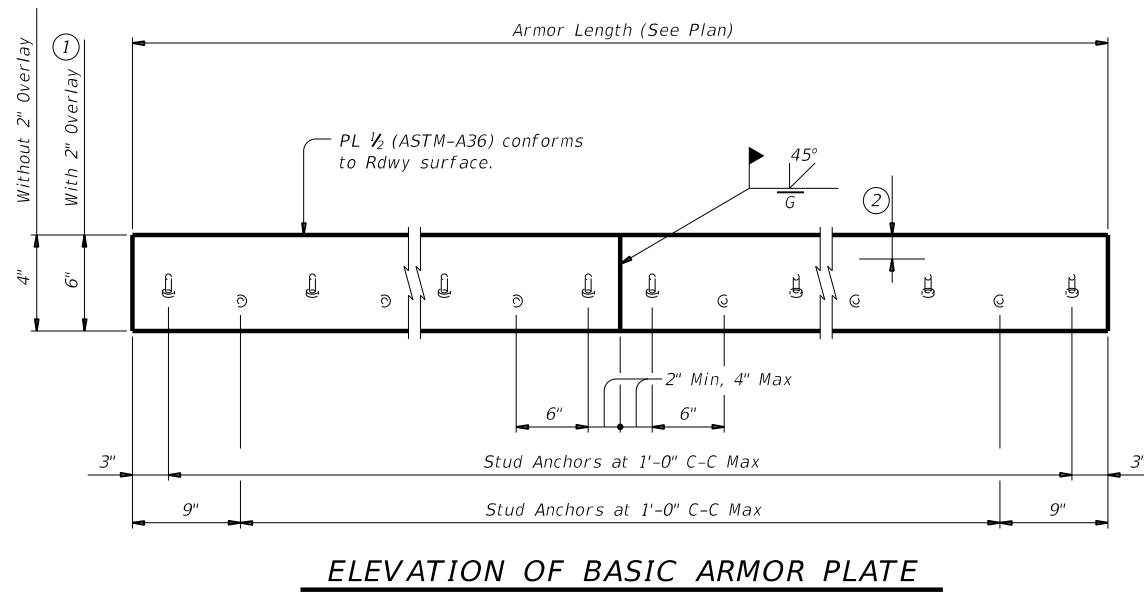 Armor Length (See Plan)
Without 2" Overlay
1
With 2" Overlay
PL ½ (ASTM-A36) conforms
to Rdwy surface.
45°
G
2
4"
6"
2" Min, 4" Max
6"
6"
3"
Stud Anchors at 1'-0" C-C Max
3"
9"
Stud Anchors at 1'-0" C-C Max
9"
ELEVATION OF BASIC ARMOR PLATE